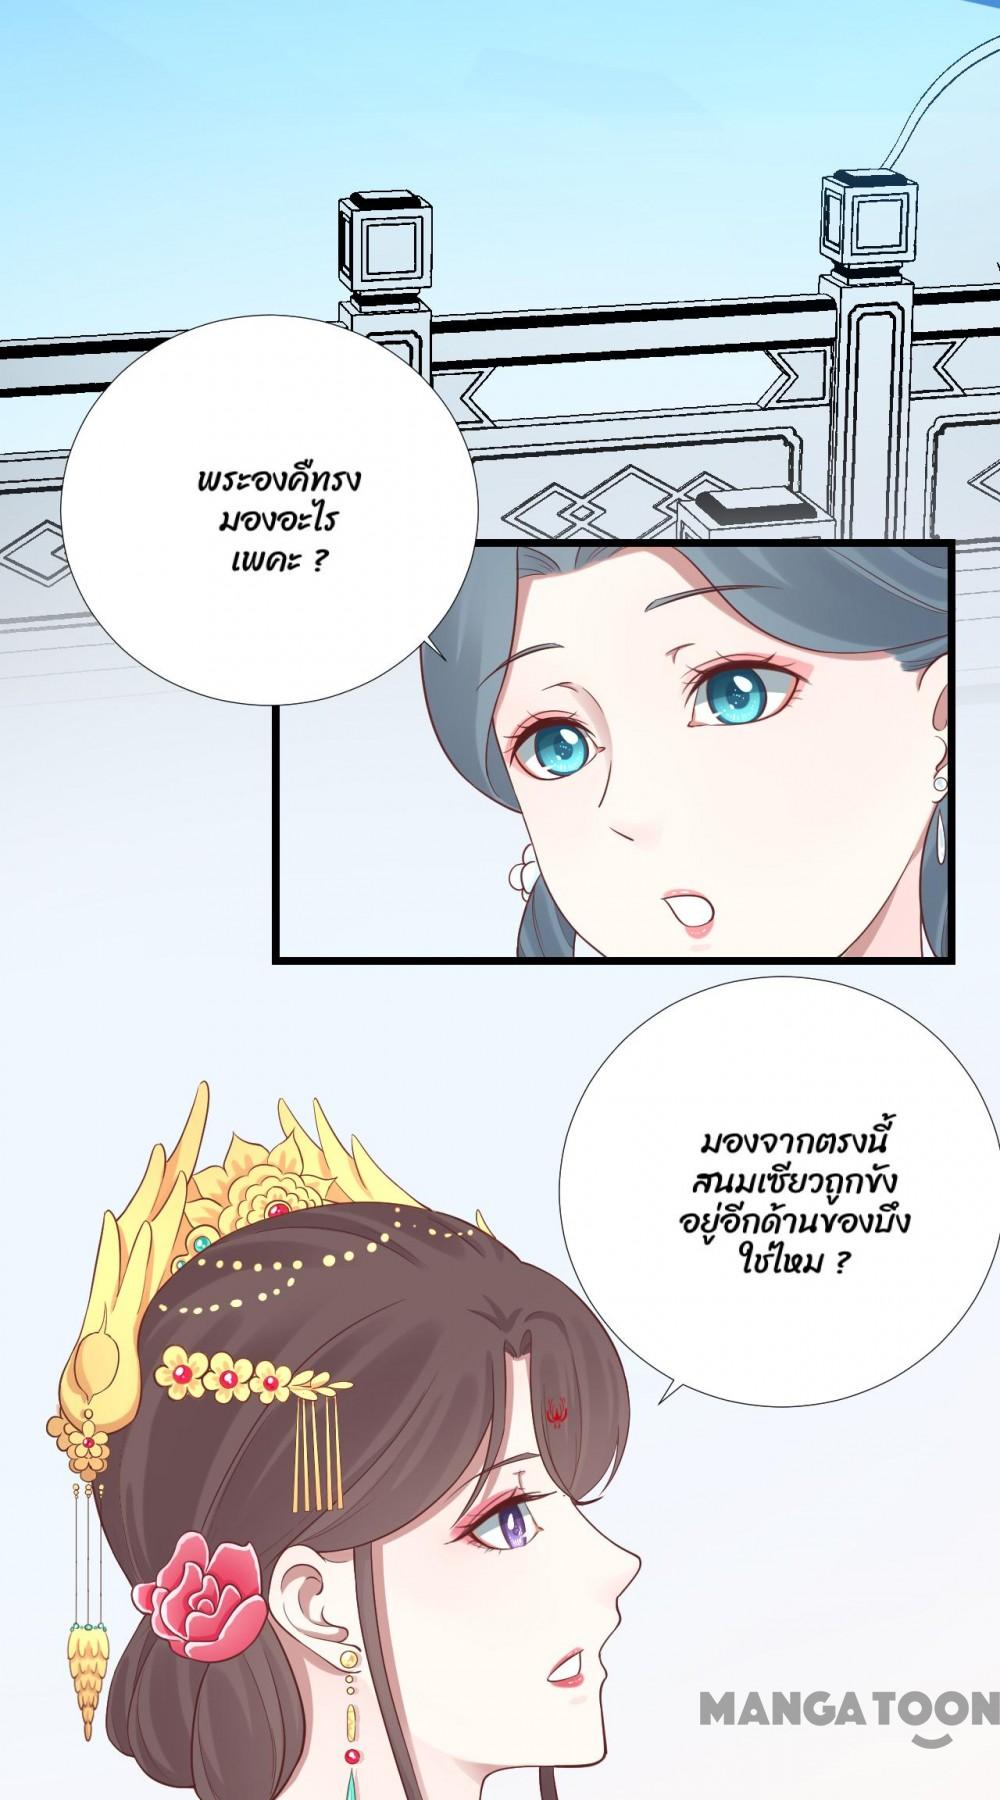 พระองค์ทรง
มองอะไร
เพคะ ?
มองจากตรงนี้
สนมเซียวถูกขัง
อยู่อีกด้านของบึง
ใช่ไหม ?
MANGATOON